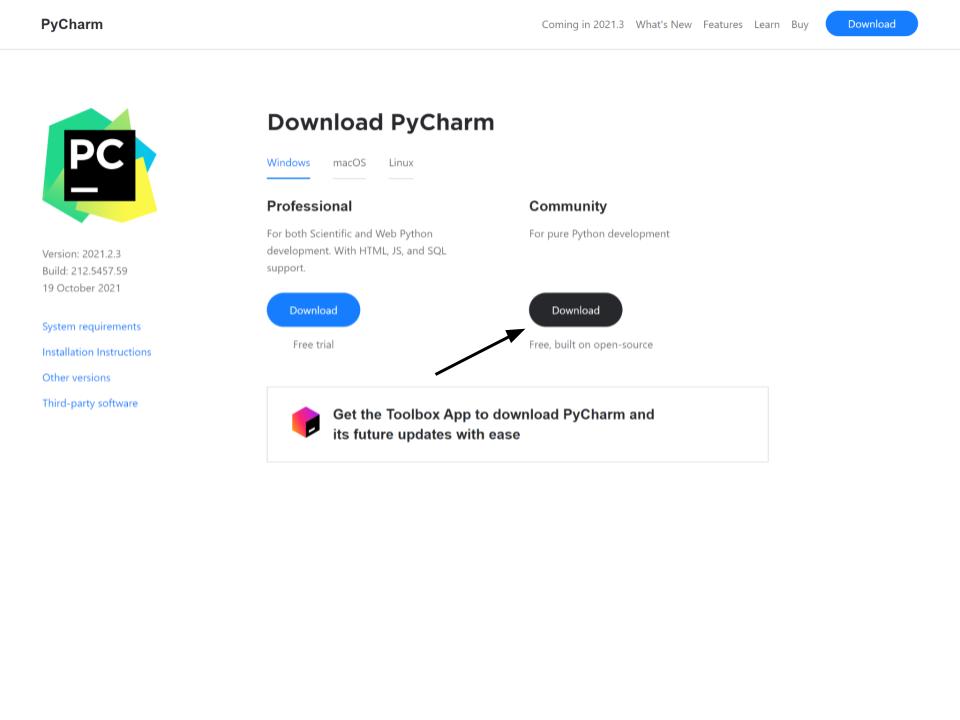 PyCharm
Coming in 2021.3 What's New Features Learn Buy Download
PC
Download PyCharm
Windows macOS Linux
Professional
For both Scientific and Web Python
development. With HTML, JS, and SQL
support.
Download
Free trial
Community
For pure Python development
Download
Free, built on open-source
Version: 2021.2.3
Build: 212.5457.59
19 October 2021
System requirements
Installation Instructions
Other versions
Third-party software
Get the Toolbox App to download PyCharm and
its future updates with ease